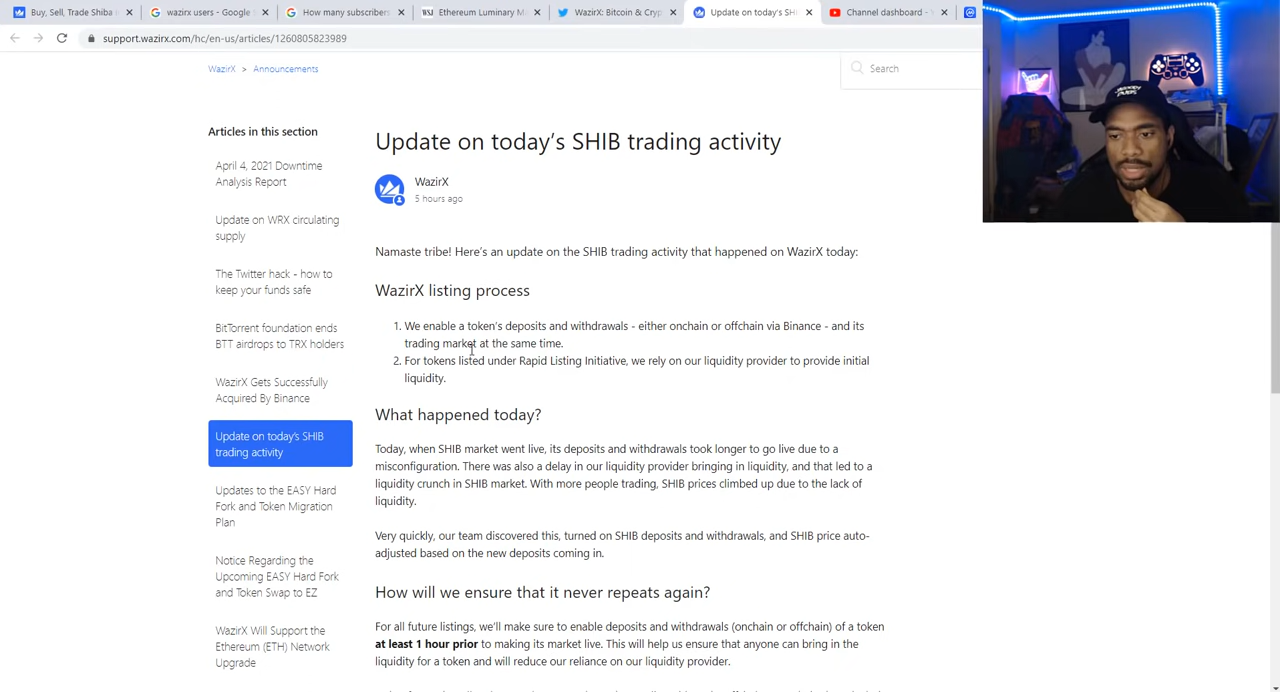 Buy, Sell, Trade Shiba
wazirx users - Google
How many subscribers
Ethereum Luminary M
WazirX: Bitcoin & Cryp
Update on today's SHI
Channel dashboard -
support.wazirx.com/hc/en-us/articles/1260805823989
WazirX > Announcements
Search
Articles in this section
April 4, 2021 Downtime
Analysis Report
Update on WRX circulating
supply
The Twitter hack - how to
keep your funds safe
BitTorrent foundation ends
BTT airdrops to TRX holders
WazirX Gets Successfully
Acquired By Binance
Update on today's SHIB
trading activity
Updates to the EASY Hard
Fork and Token Migration
Plan
Notice Regarding the
Upcoming EASY Hard Fork
and Token Swap to EZ
WazirX Will Support the
Ethereum (ETH) Network
Upgrade
Update on today's SHIB trading activity
WazirX
5 hours ago
Namaste tribe! Here's an update on the SHIB trading activity that happened on WazirX today:
WazirX listing process
1. We enable a token's deposits and withdrawals - either onchain or offchain via Binance - and its
trading market at the same time.
2. For tokens listed under Rapid Listing Initiative, we rely on our liquidity provider to provide initial
liquidity.
What happened today?
Today, when SHIB market went live, its deposits and withdrawals took longer to go live due to a
misconfiguration. There was also a delay in our liquidity provider bringing in liquidity, and that led to a
liquidity crunch in SHIB market. With more people trading, SHIB prices climbed up due to the lack of
liquidity.
Very quickly, our team discovered this, turned on SHIB deposits and withdrawals, and SHIB price auto-
adjusted based on the new deposits coming in.
How will we ensure that it never repeats again?
For all future listings, we'll make sure to enable deposits and withdrawals (onchain or offchain) of a token
at least 1 hour prior to making its market live. This will help us ensure that anyone can bring in the
liquidity for a token and will reduce our reliance on our liquidity provider.